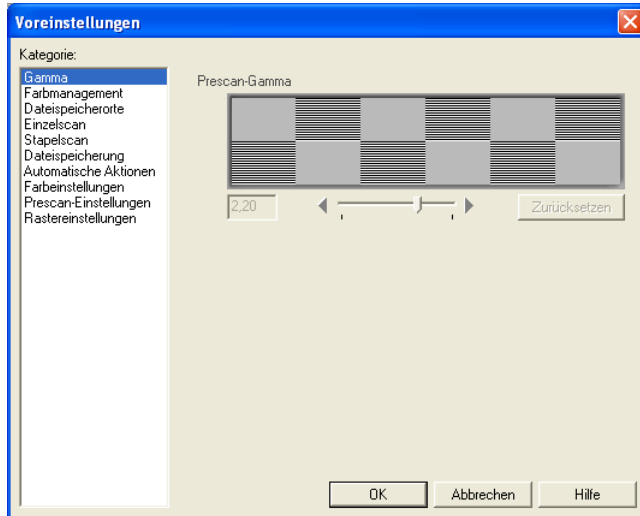 Voreinstellungen
Kategorie:
Gamma
Farbmanagement
Dateispeicherorte
Einzelscan
Stapelscan
Dateispeicherung
Automatische Aktionen
Farbeinstellungen
Prescan-Einstellungen
Rastereinstellungen
Prescan-Gamma
2,20
Zurücksetzen
OK
Abbrechen
Hilfe